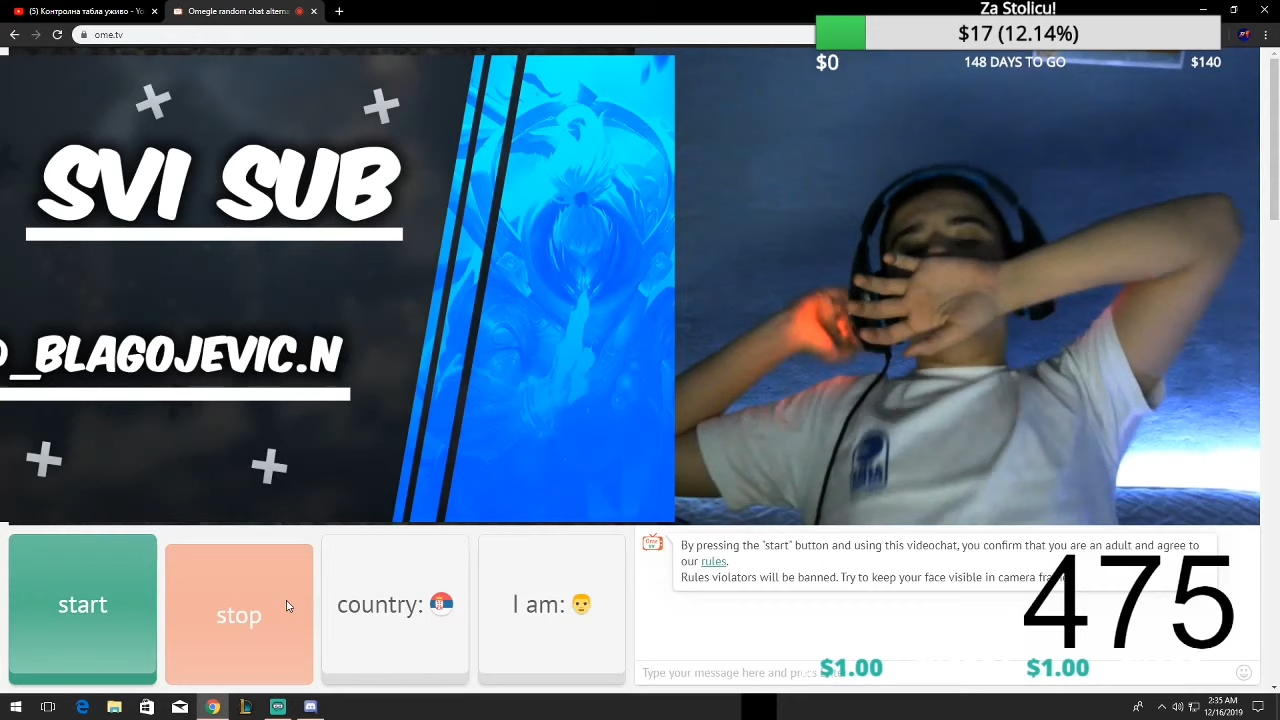 (5) Контролна табла уживо - Yo
Omegle random chat alterna
ome.tv
Za Stolicu!
$17 (12.14%)
$0
148 DAYS TO GO
$140
SVI SUB
_BLAGOJEVIC.N
start
stop
country:
I am:
By pressing the "start" button and using this videochat, you confirm that you are an adult and agree to
our rules.
Rules violators will be banned. Try to keep your face visible in camera
475
Type your message here and
$1.00
$1.00
2:35 AM
12/16/2019